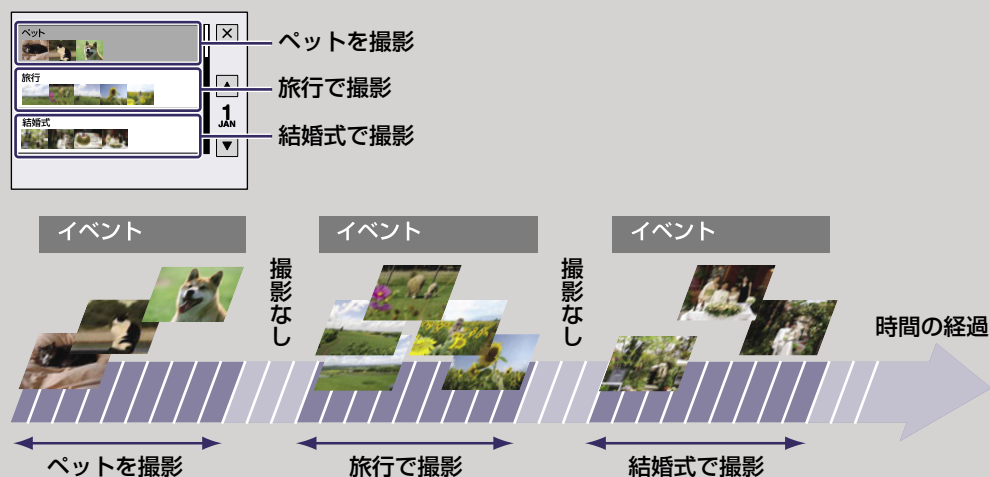 ペット
旅行
結婚式
1
JAN
ペットを撮影
旅行で撮影
結婚式で撮影
イベント
イベント
イベント
撮影なし
撮影なし
時間の経過
ペットを撮影
旅行で撮影
結婚式で撮影